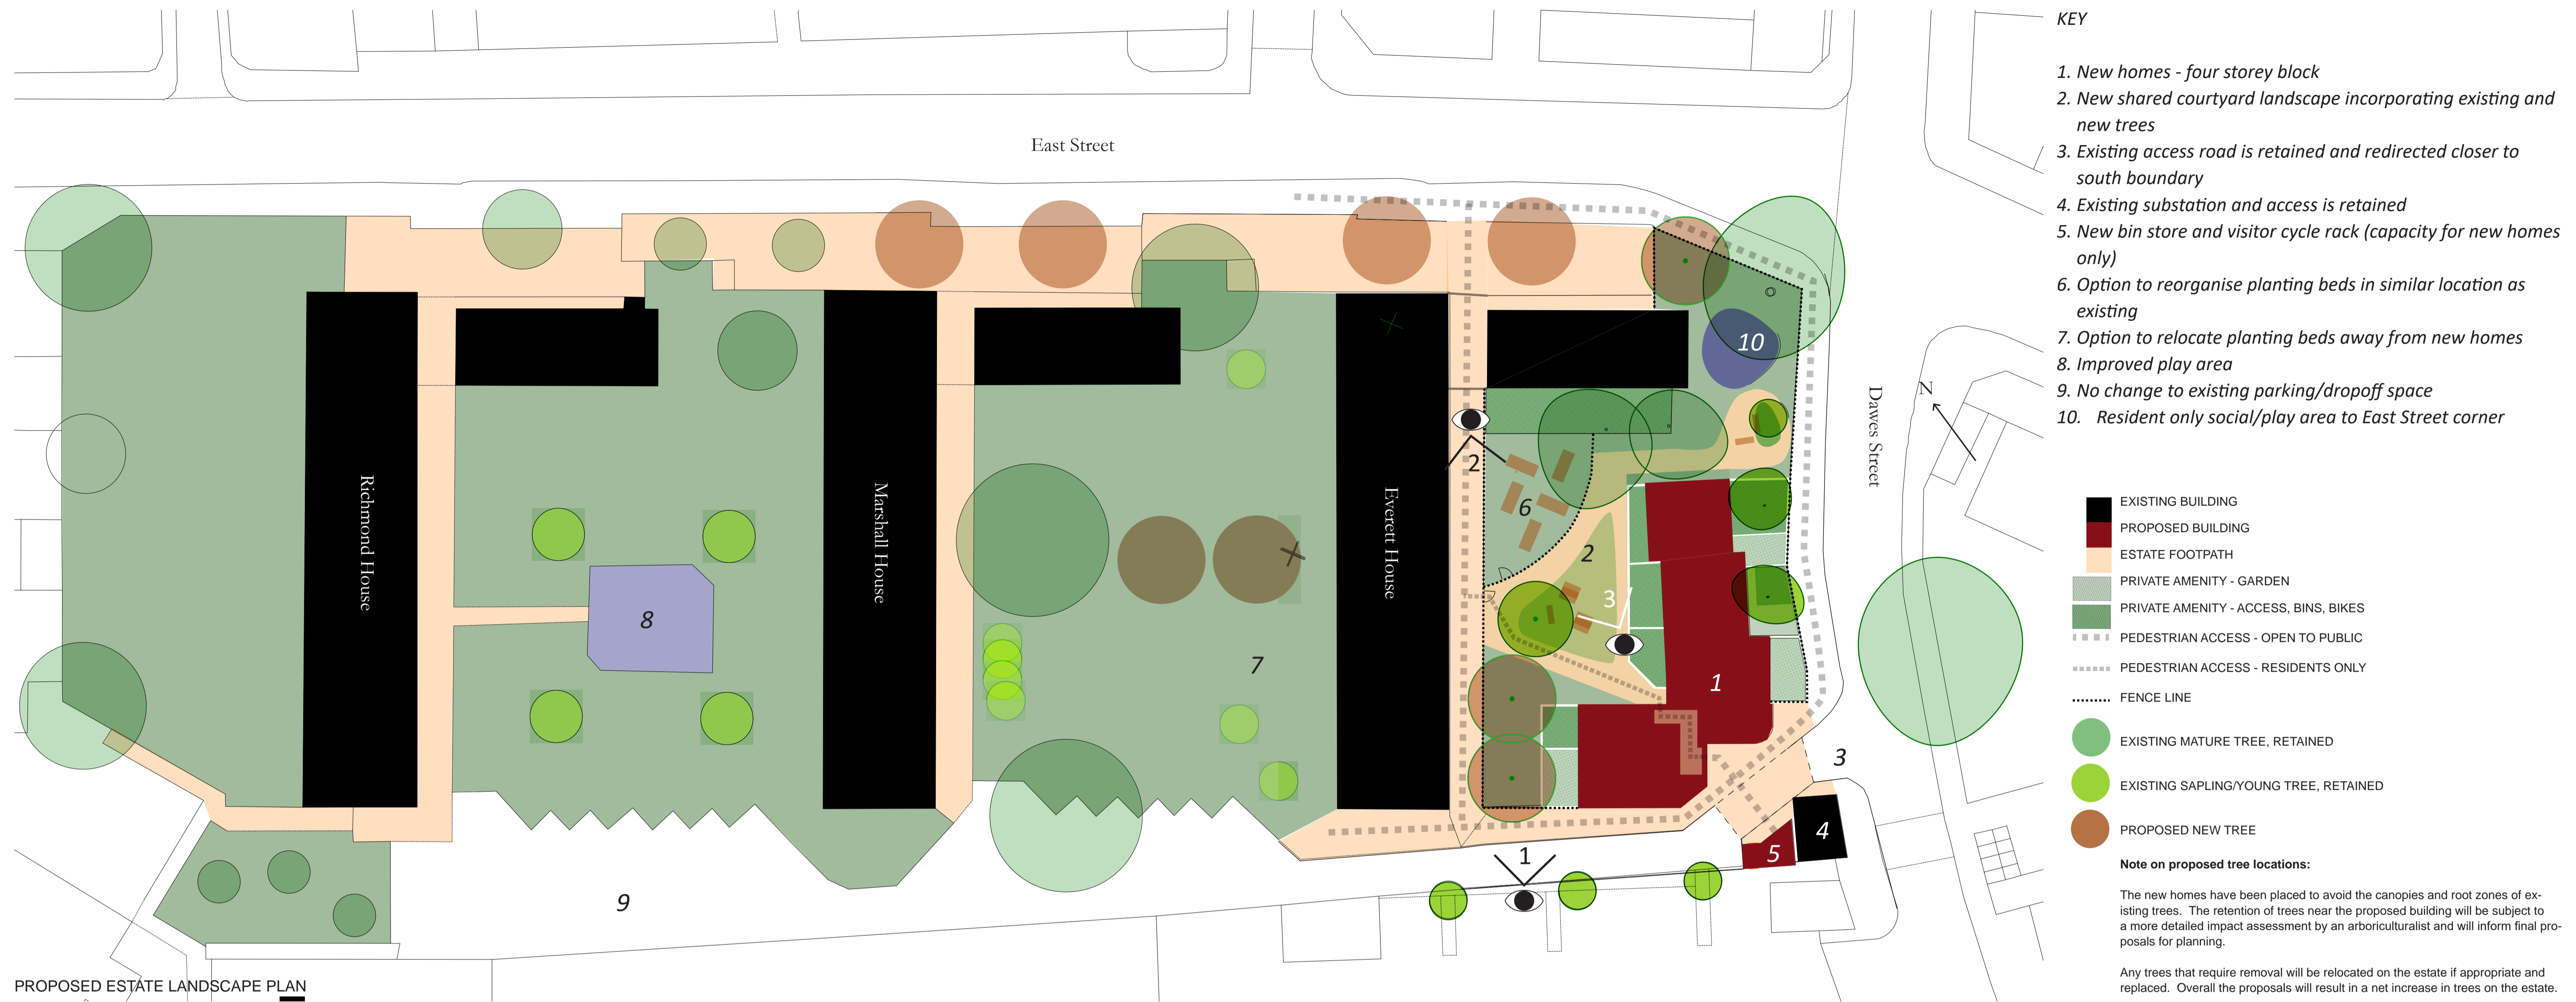 KEY
1. New homes - four storey block
2. New shared courtyard landscape incorporating existing and
new trees
3. Existing access road is retained and redirected closer to
south boundary
4. Existing substation and access is retained
5. New bin store and visitor cycle rack (capacity for new homes
only)
6. Option to reorganise planting beds in similar location as
existing
7. Option to relocate planting beds away from new homes
8. Improved play area
9. No change to existing parking/dropoff space
10. Resident only social/play area to East Street corner
East Street
Dawes Street
N
Richmond House
Marshall House
Everett House
10
2
6
2
3
8
7
1
3
4
5
1
9
EXISTING BUILDING
PROPOSED BUILDING
ESTATE FOOTPATH
PRIVATE AMENITY - GARDEN
PRIVATE AMENITY - ACCESS, BINS, BIKES
PEDESTRIAN ACCESS - OPEN TO PUBLIC
PEDESTRIAN ACCESS - RESIDENTS ONLY
FENCE LINE
EXISTING MATURE TREE, RETAINED
EXISTING SAPLING/YOUNG TREE, RETAINED
PROPOSED NEW TREE
Note on proposed tree locations:
The new homes have been placed to avoid the canopies and root zones of ex-
isting trees. The retention of trees near the proposed building will be subject to
a more detailed impact assessment by an arboriculturalist and will inform final pro-
posals for planning.
Any trees that require removal will be relocated on the estate if appropriate and
replaced. Overall the proposals will result in a net increase in trees on the estate.
PROPOSED ESTATE LANDSCAPE PLAN